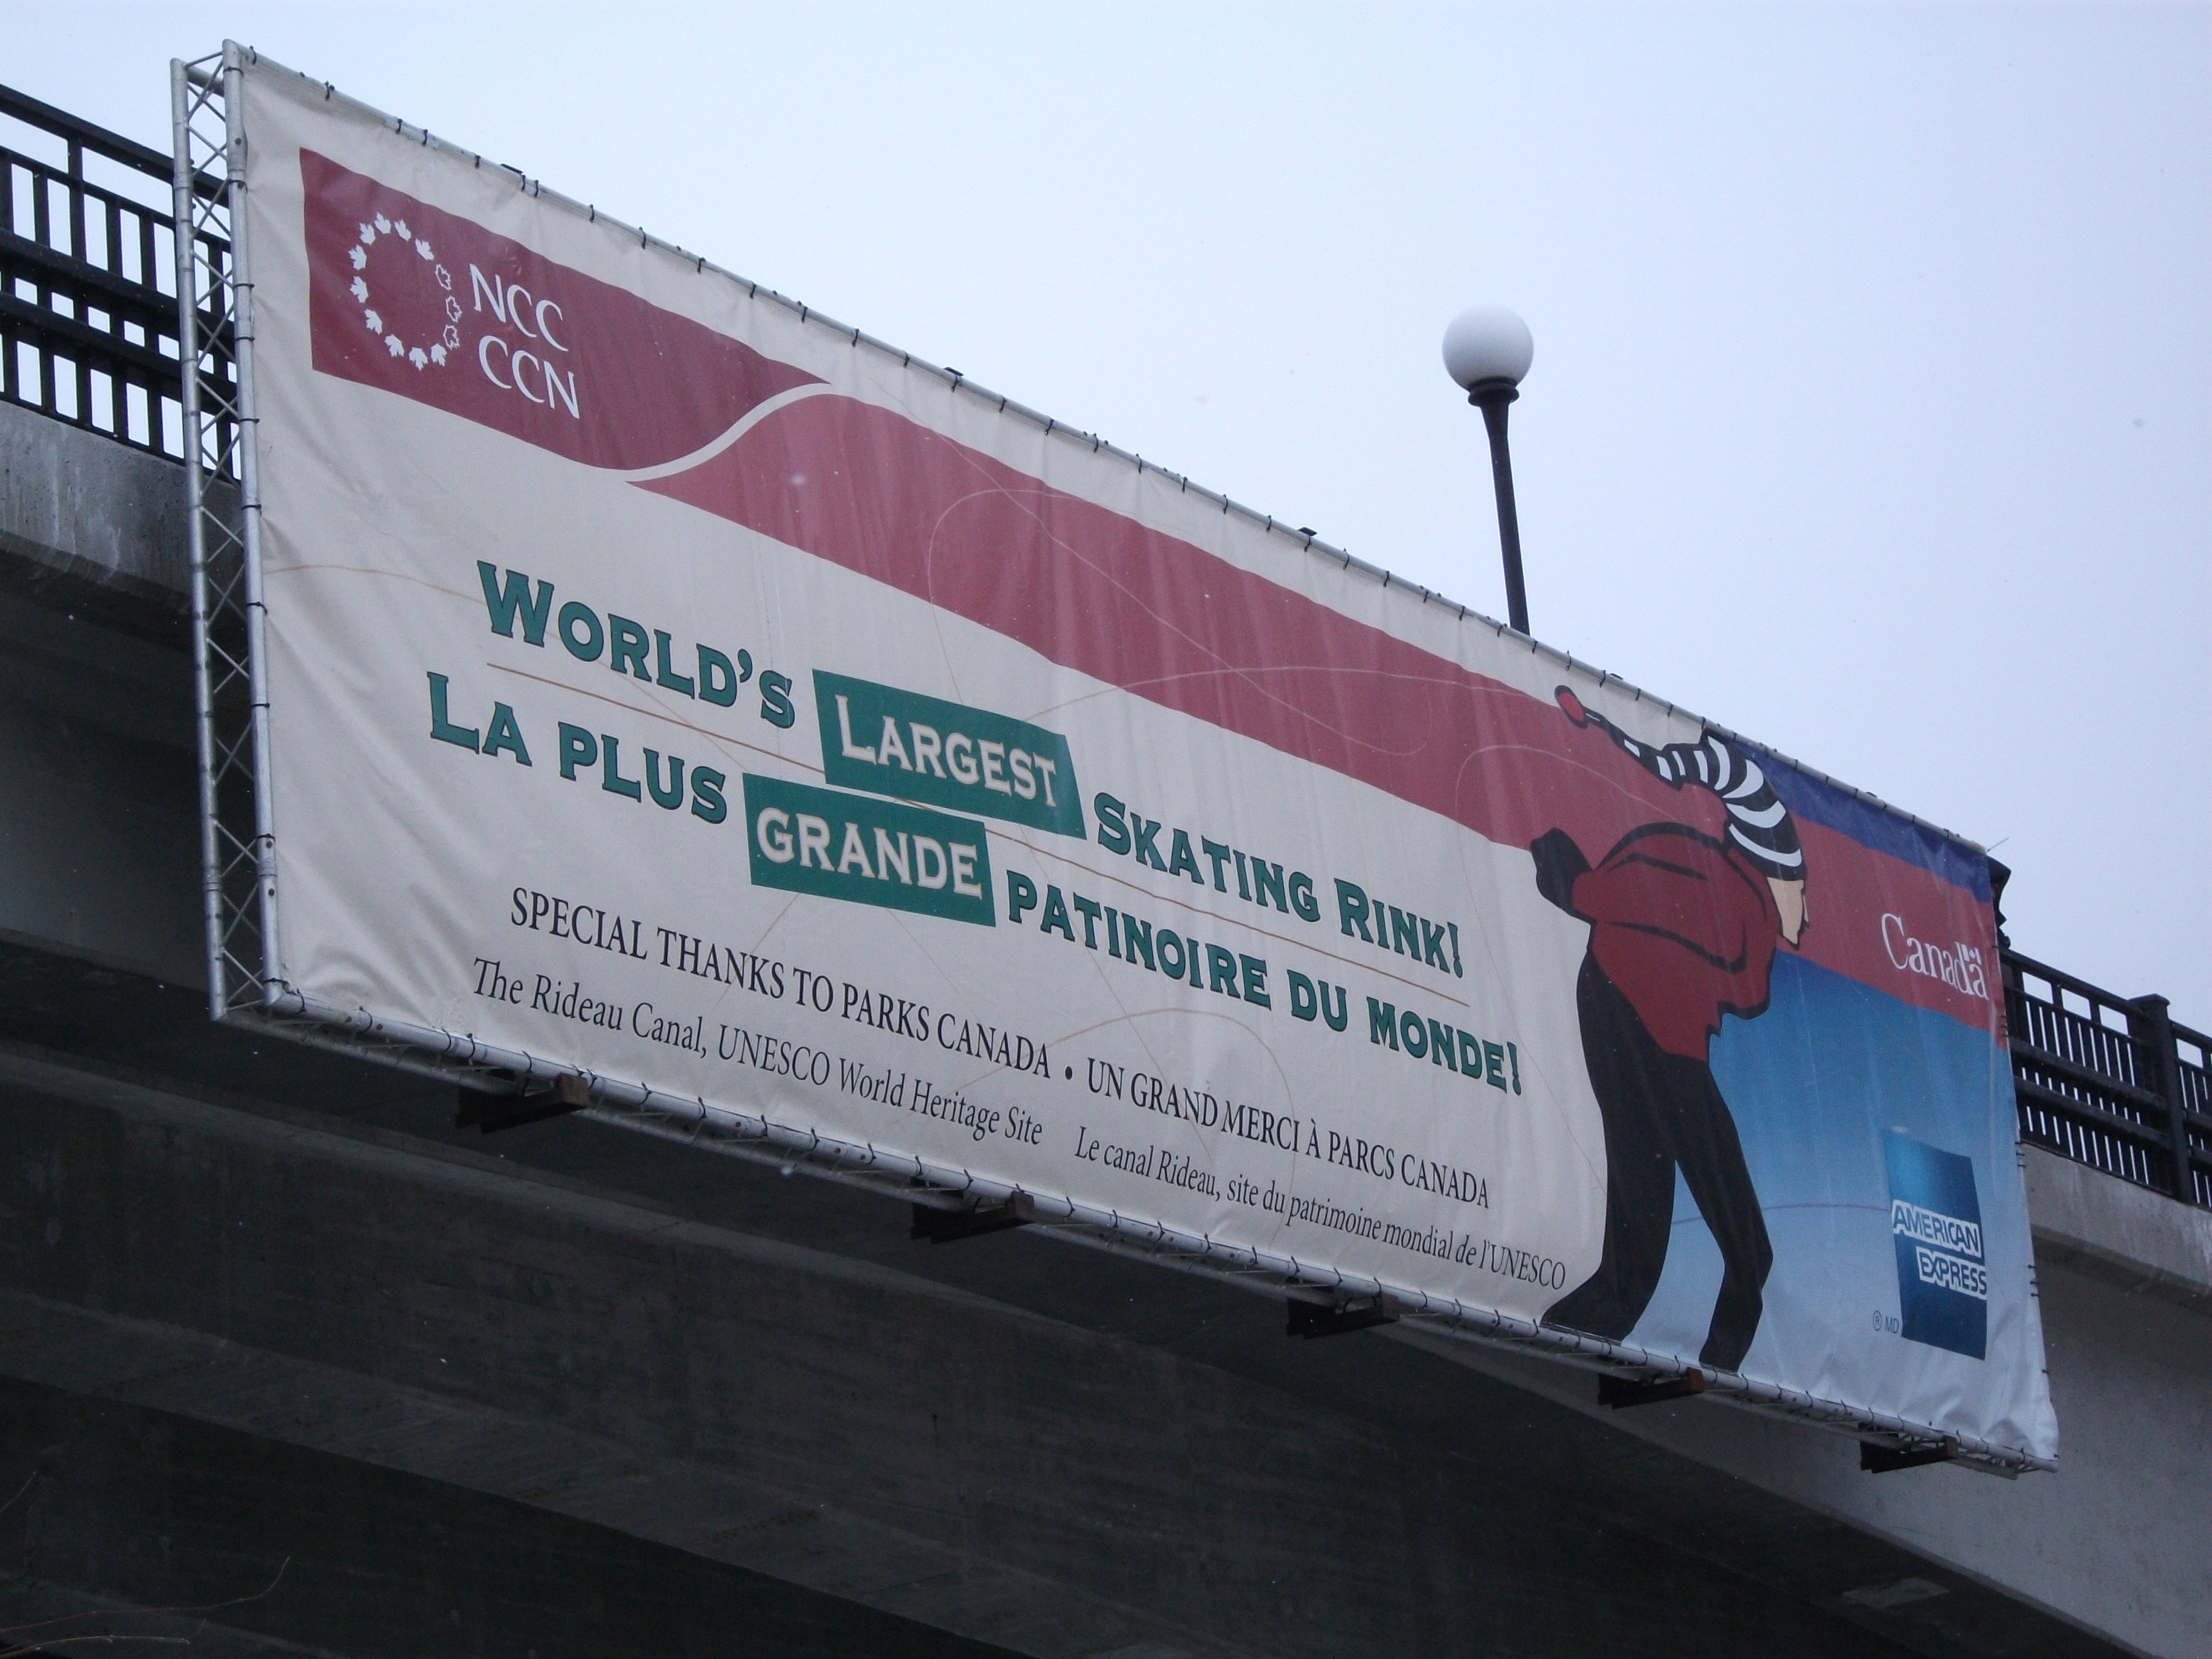 NCC
CCN
WORLD'S LARGEST SKATING RINK!
LA PLUS GRANDE PATINOIRE DU MONDE!
SPECIAL THANKS TO PARKS CANADA • UN GRAND MERCI À PARCS CANADA
The Rideau Canal, UNESCO World Heritage Site Le canal Rideau, site du patrimoine mondial de l'UNESCO
Canada
AMERICAN
EXPRESS
® MD